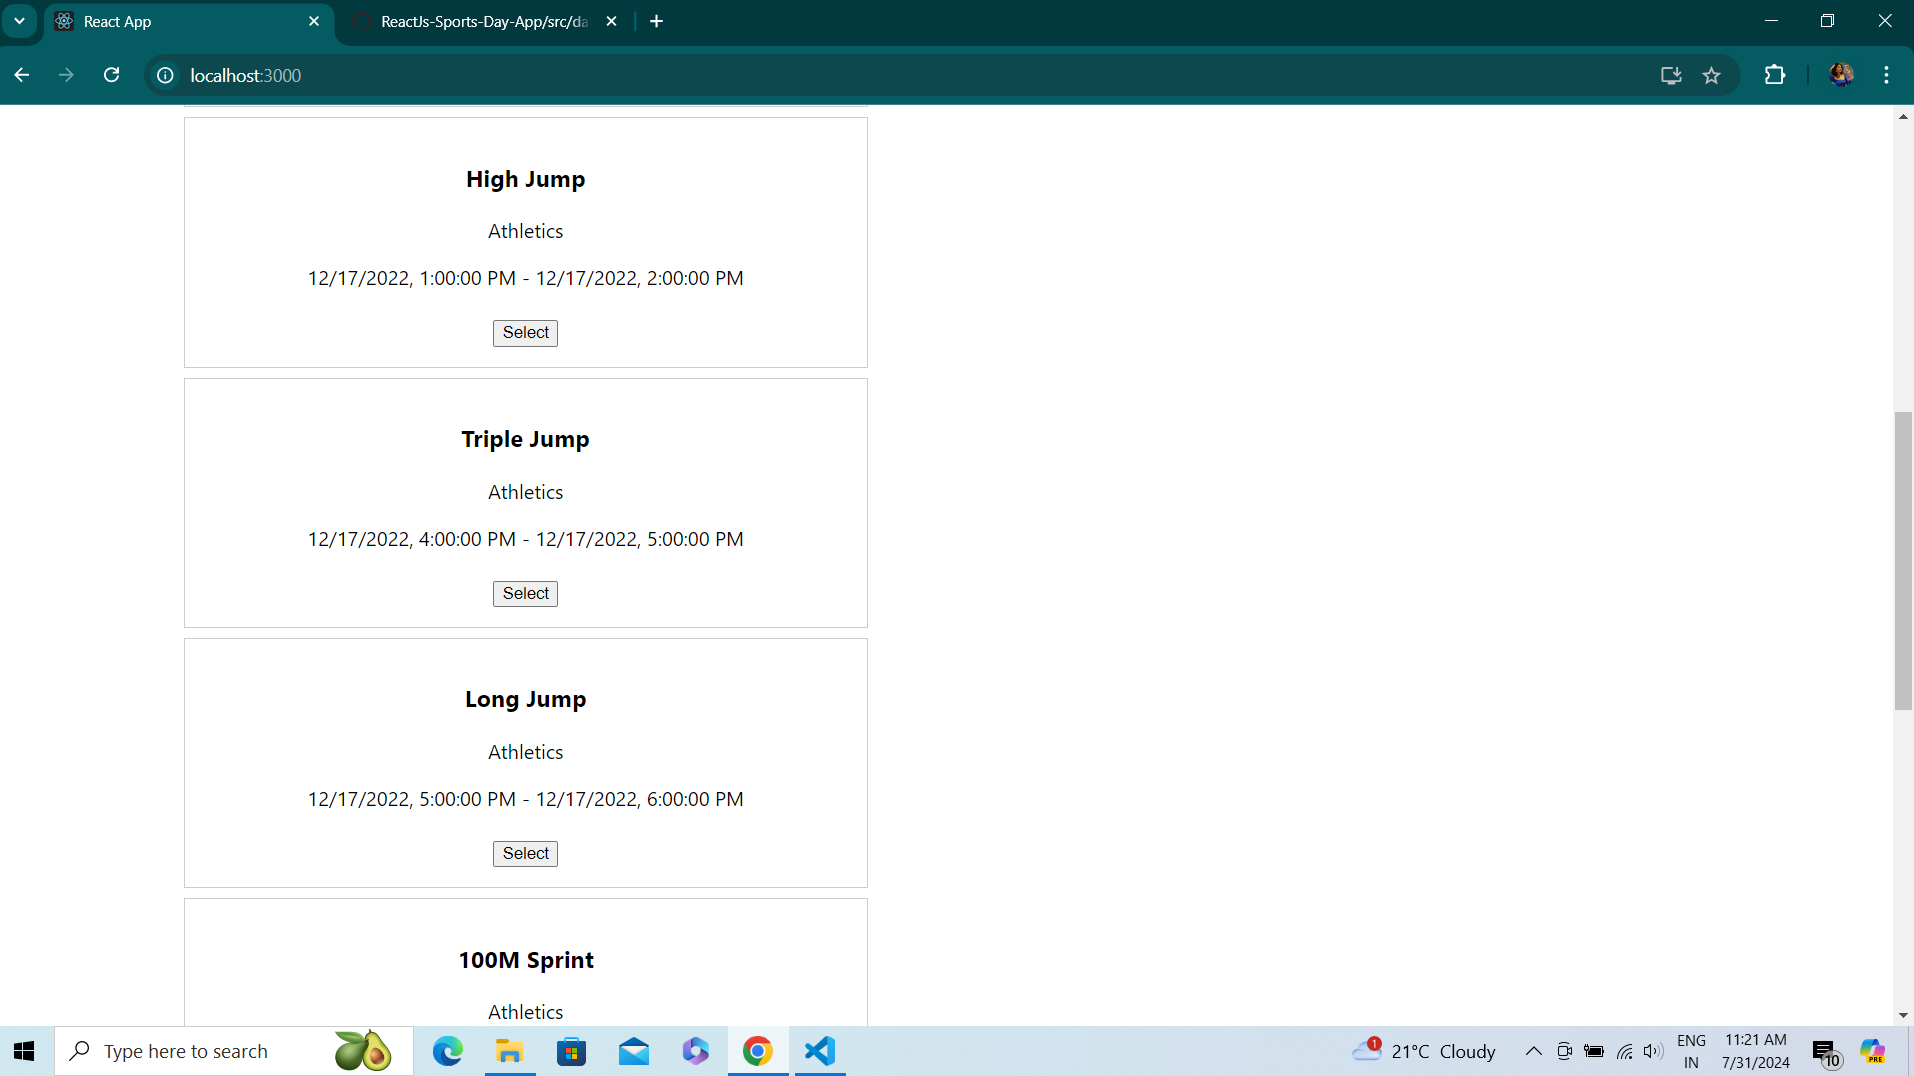 React App
ReactJs-Sports-Day-App/src/da
localhost:3000
High Jump
Athletics
12/17/2022, 1:00:00 PM - 12/17/2022, 2:00:00 PM
Select
Triple Jump
Athletics
12/17/2022, 4:00:00 PM - 12/17/2022, 5:00:00 PM
Select
Long Jump
Athletics
12/17/2022, 5:00:00 PM - 12/17/2022, 6:00:00 PM
Select
100M Sprint
Athletics
Type here to search
1
21°C Cloudy
ENG
IN
11:21 AM
7/31/2024
10
PRE